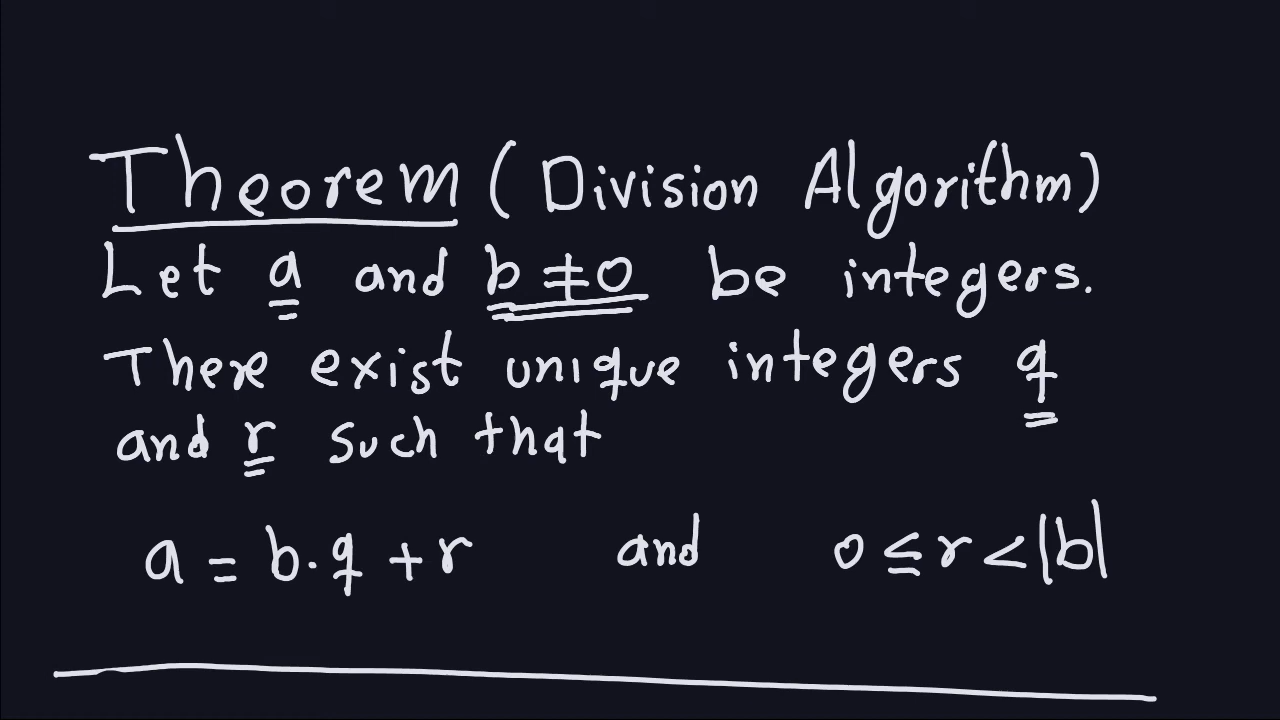 Theorem (Division Algorithm)
Let a and b ≠ 0 be integers.
There exist unique integers q
and r such that
a = b·q + r and 0 ≤ r < |b|